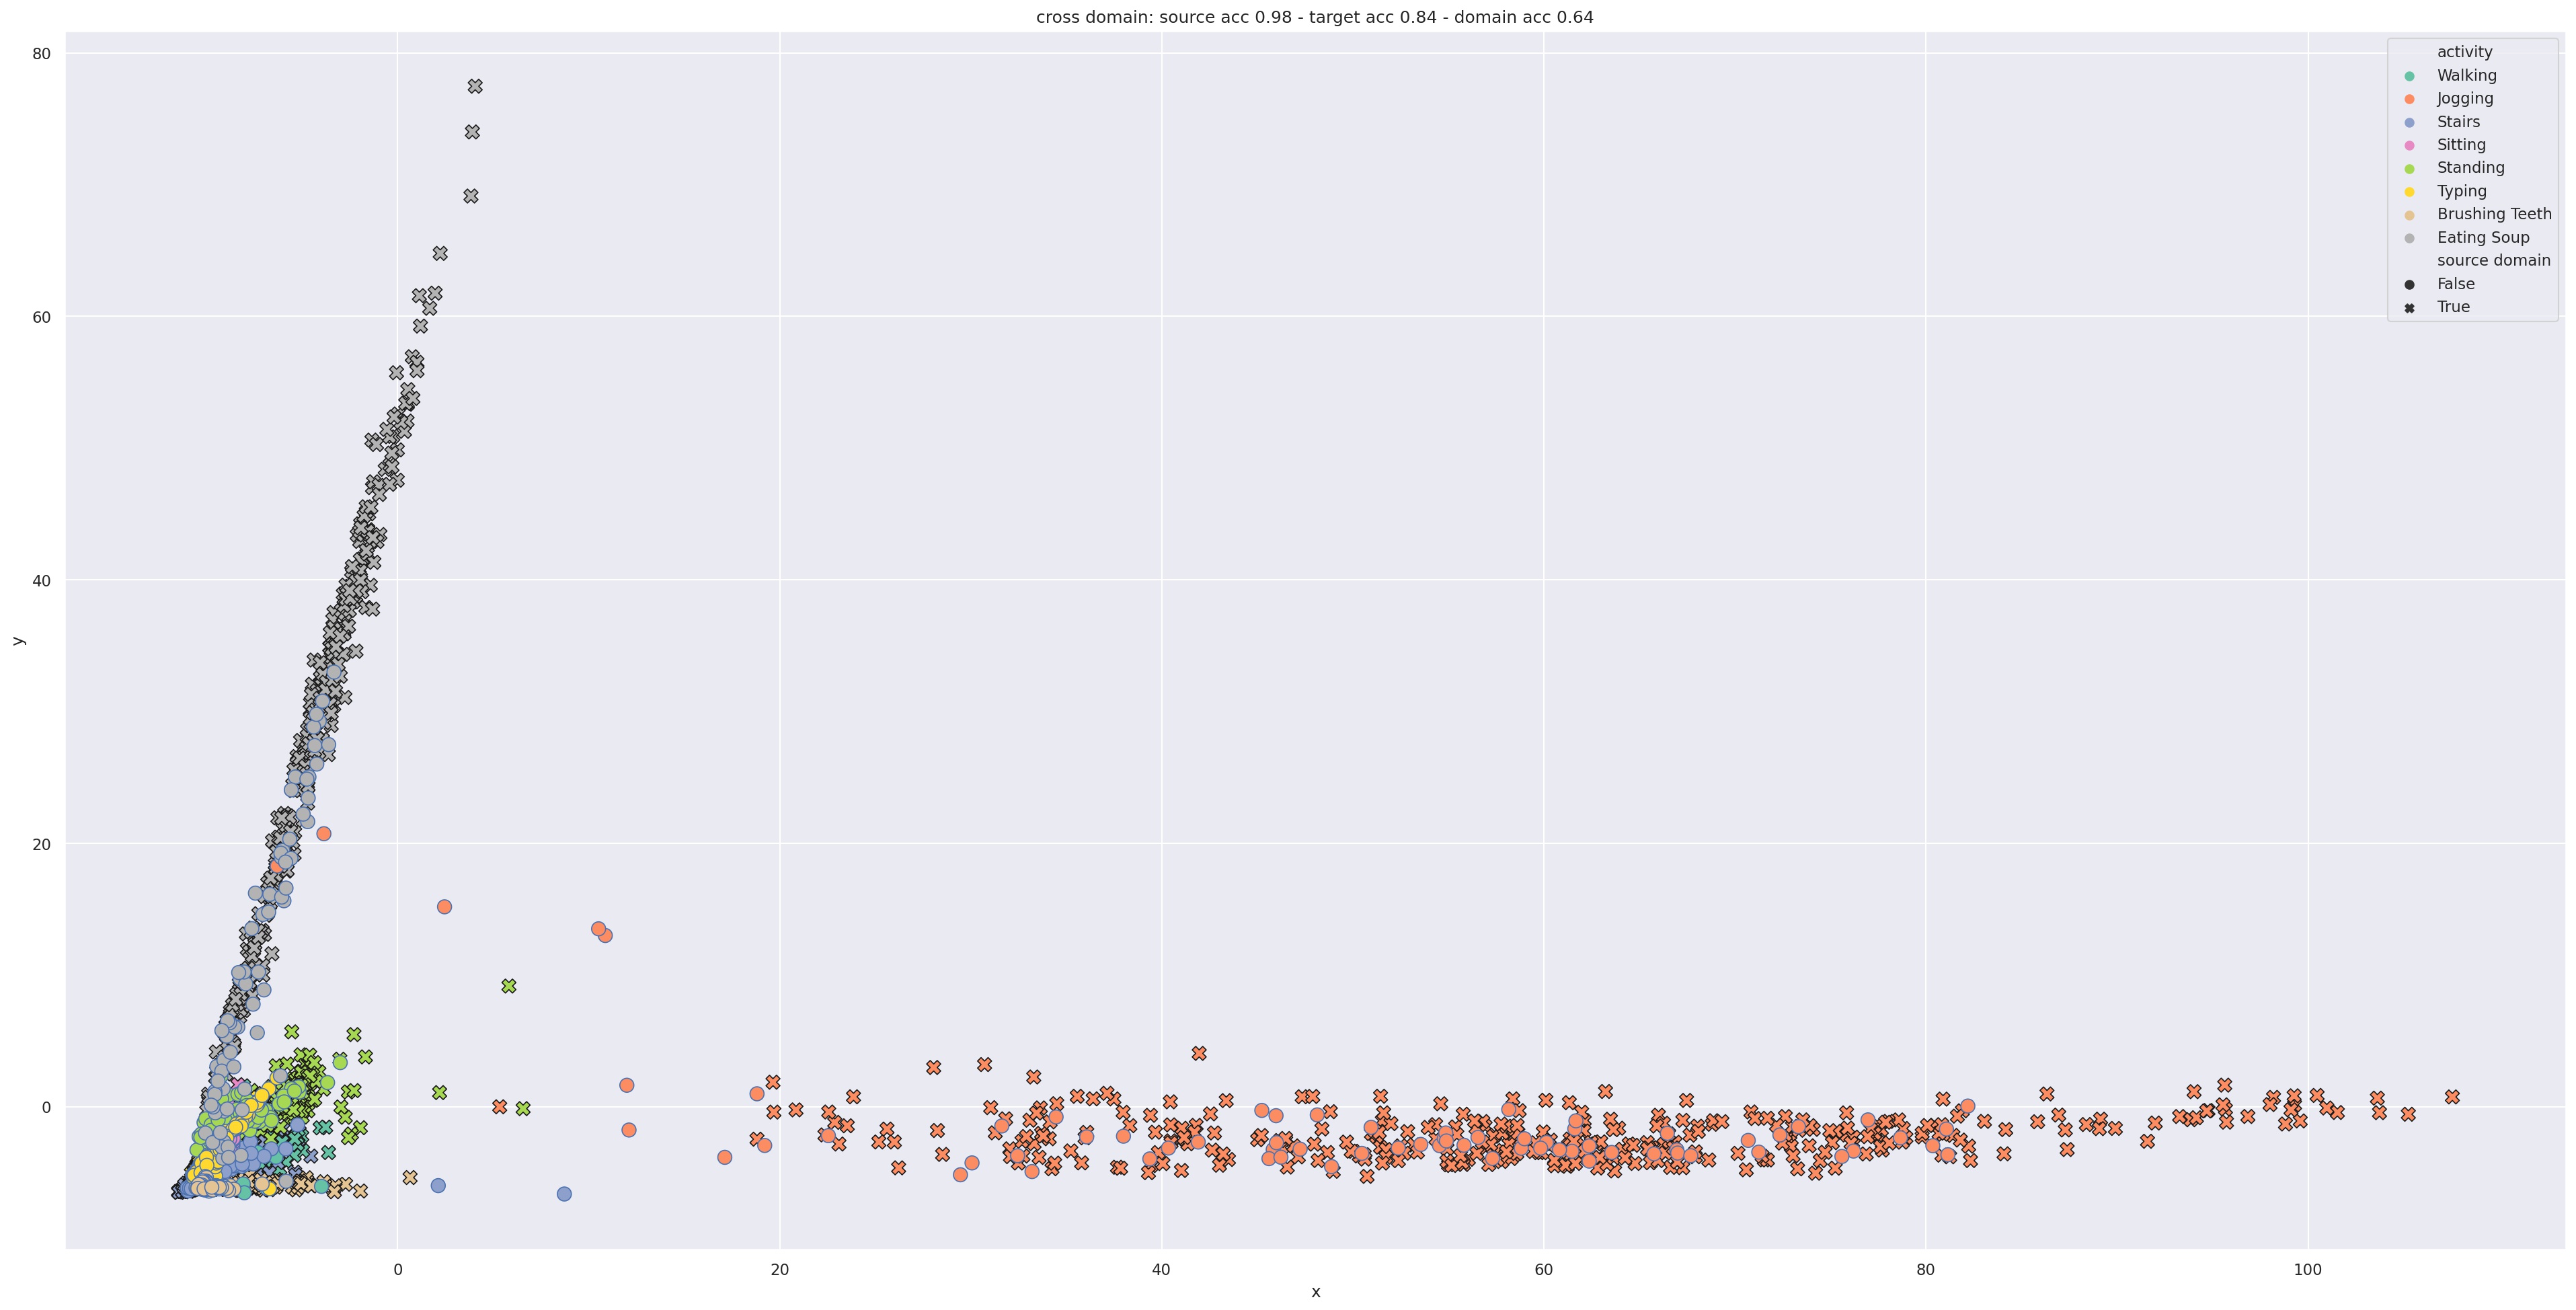 cross domain: source acc 0.98 - target acc 0.84 - domain acc 0.64
activity
Walking
Jogging
Stairs
Sitting
Standing
Typing
Brushing Teeth
Eating Soup
source domain
False
True
80
60
40
20
0
y
0 20 40 60 80 100
x